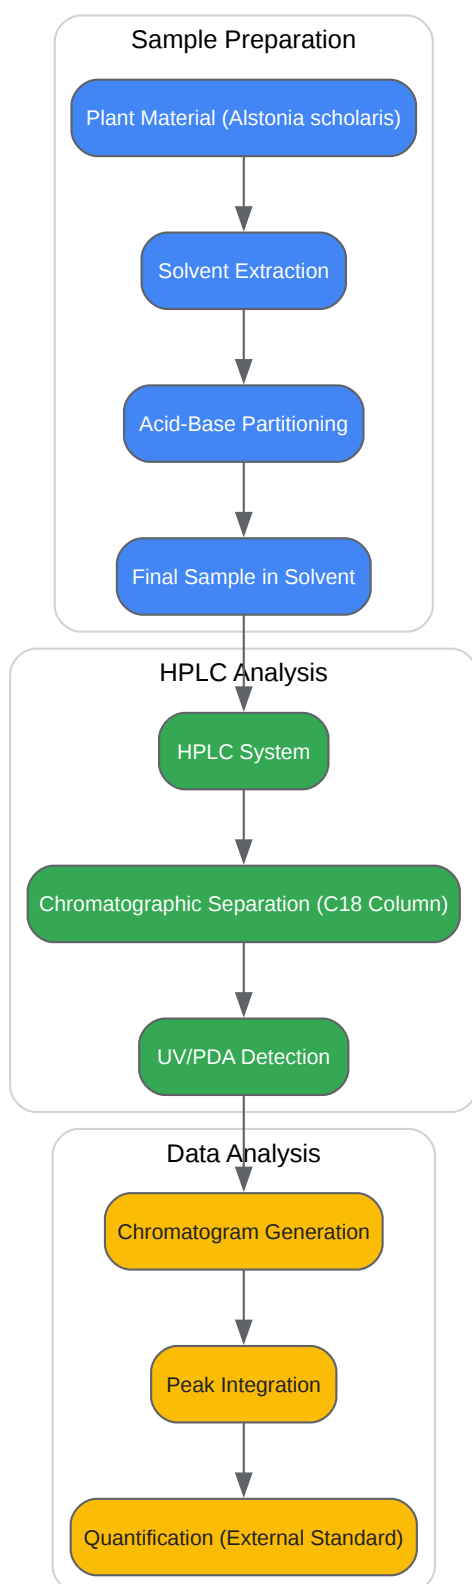 Sample Preparation
Plant Material (Alstonia scholaris)
Solvent Extraction
Acid-Base Partitioning
Final Sample in Solvent
HPLC Analysis
HPLC System
Chromatographic Separation (C18 Column)
UV/PDA Detection
Data Analysis
Chromatogram Generation
Peak Integration
Quantification (External Standard)